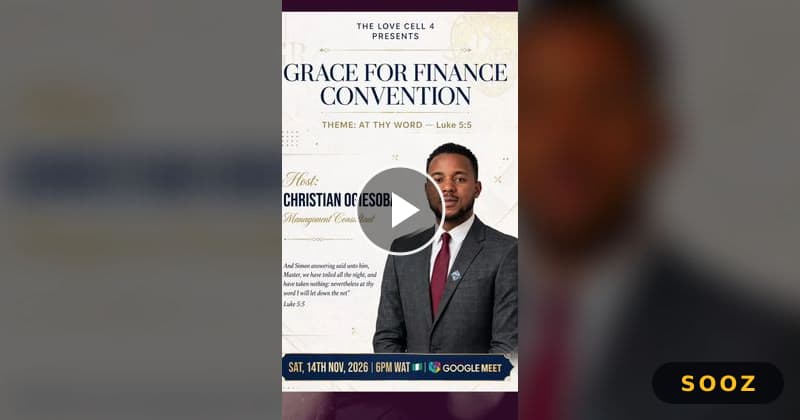 THE LOVE CELL 4
PRESENTS
GRACE FOR FINANCE
CONVENTION
THEME: AT THY WORD — Luke 5:5
Host:
CHRISTIAN
Management
And Simon answering said unto him,
Master, we have toiled all the night, and
have taken nothing: nevertheless at thy
word I will let down the net"
Luke 5:5
SAT, 14TH NOV, 2026 | 6PM WAT | GOOGLE MEET
SOOZ